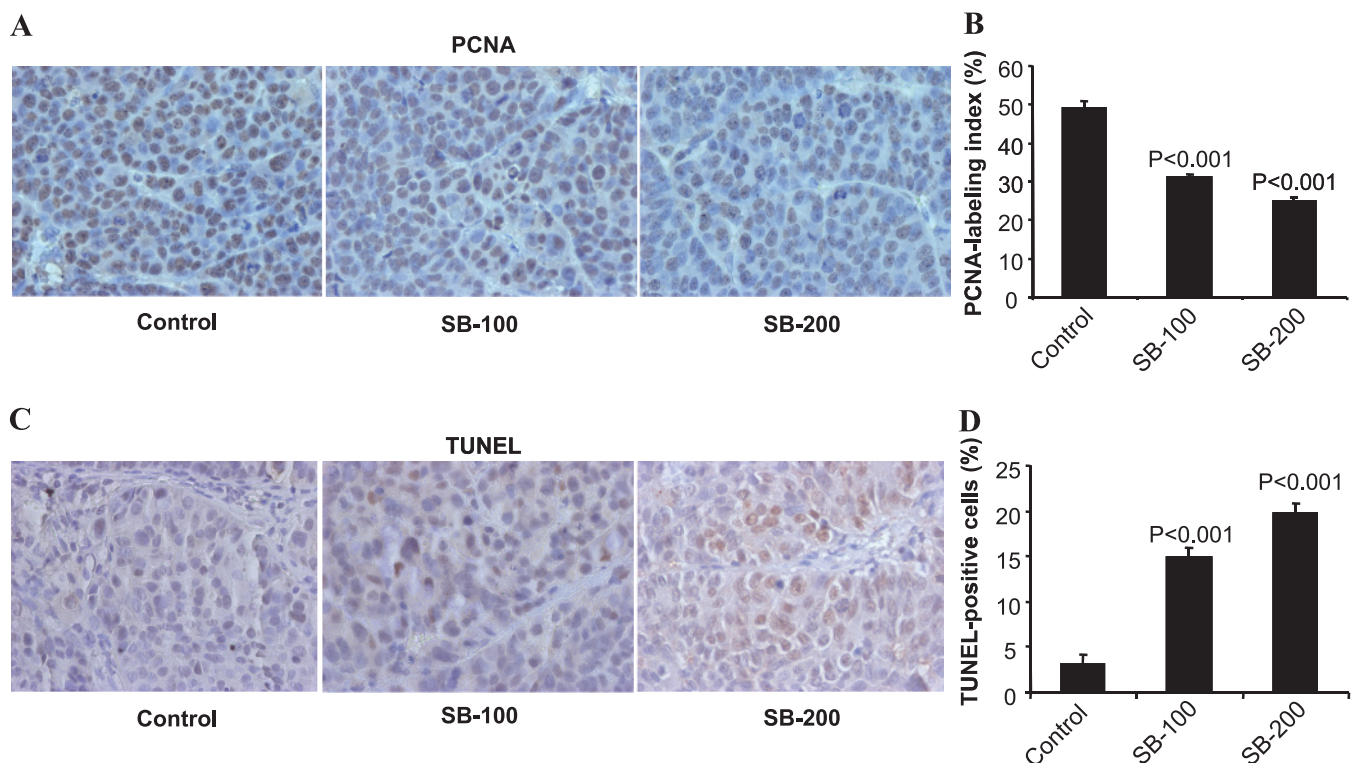 A
PCNA
Control
SB-100
SB-200
B
PCNA-labeling index (%)
60
50
40
30
20
10
0
P<0.001
P<0.001
Control
SB-100
SB-200
C
TUNEL
Control
SB-100
SB-200
D
TUNEL-positive cells (%)
25
20
15
10
5
0
P<0.001
P<0.001
Control
SB-100
SB-200